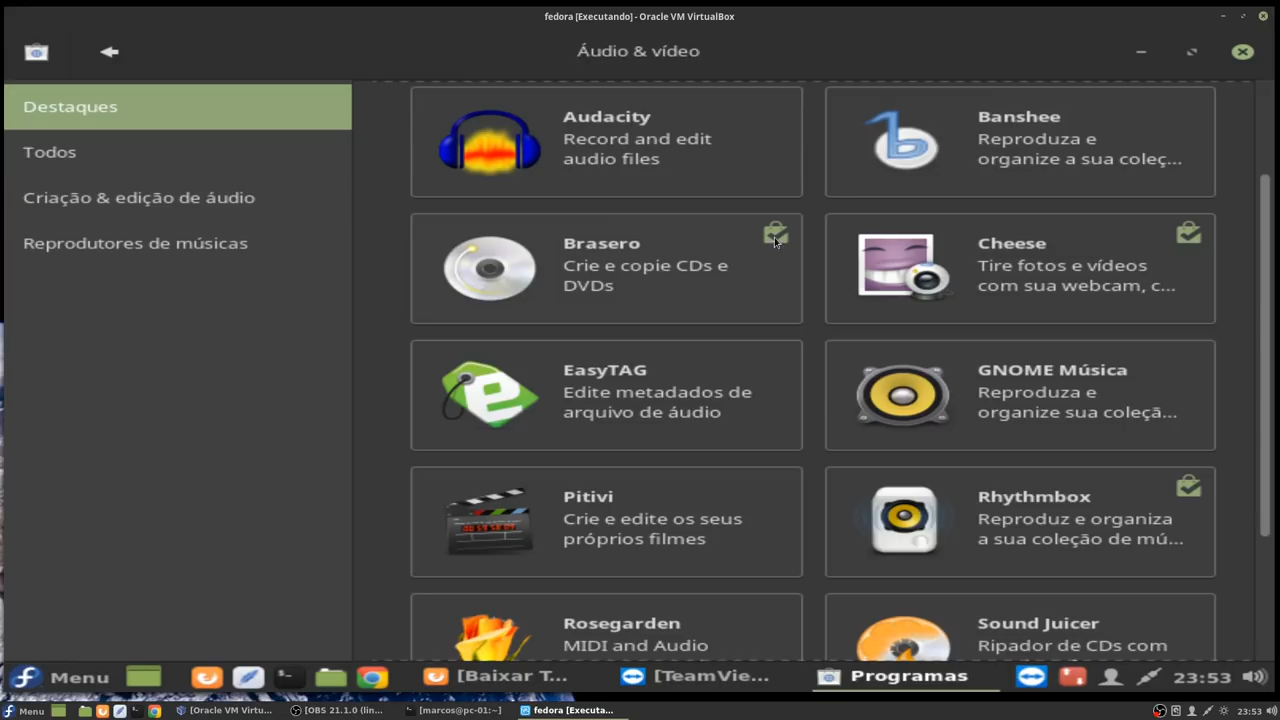 fedora [Executando] - Oracle VM VirtualBox
Áudio & vídeo
Destaques
Todos
Criação & edição de áudio
Reprodutores de músicas
Audacity
Record and edit
audio files
Banshee
Reproduza e
organize a sua coleç...
Brasero
Crie e copie CDs e
DVDs
Cheese
Tire fotos e vídeos
com sua webcam, c...
EasyTAG
Edite metadados de
arquivo de áudio
GNOME Música
Reproduza e
organize sua coleçã...
Pitivi
Crie e edite os seus
próprios filmes
Rhythmbox
Reproduz e organiza
a sua coleção de mú...
Rosegarden
MIDI and Audio
Sound Juicer
Ripador de CDs com
Menu
[Baixar T...
[TeamVie...
Programas
23:53
Menu
[Oracle VM Virtu...
[OBS 21.1.0 (lin...
[marcos@pc-01:~]
fedora [Executa...
23:53